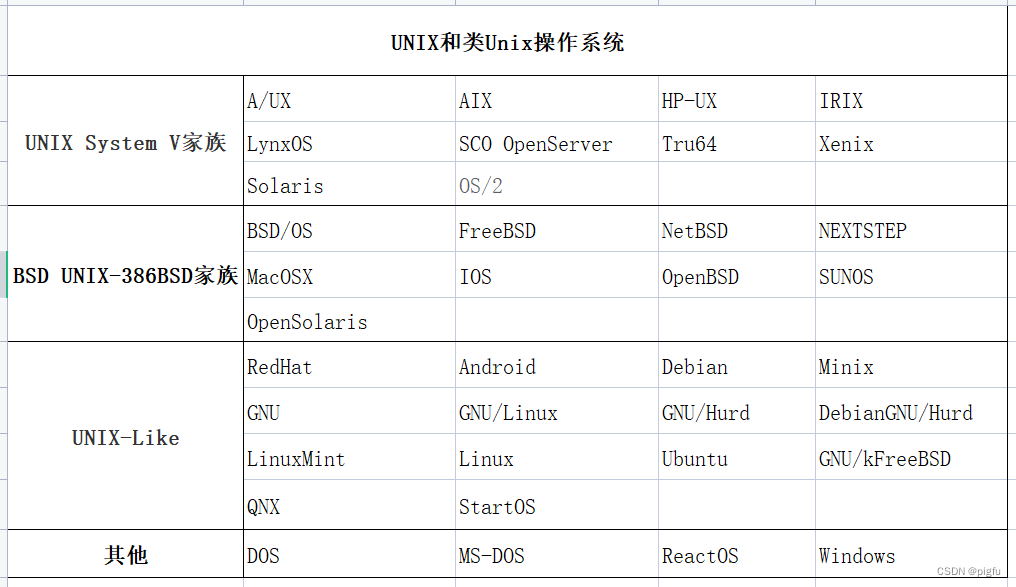 UNIX和类Unix操作系统
UNIX System V家族
A/UX AIX HP-UX IRIX
LynxOS SCO OpenServer Tru64 Xenix
Solaris OS/2
BSD UNIX-386BSD家族
BSD/OS FreeBSD NetBSD NEXTSTEP
MacOSX IOS OpenBSD SUNOS
OpenSolaris
UNIX-Like
RedHat Android Debian Minix
GNU GNU/Linux GNU/Hurd DebianGNU/Hurd
LinuxMint Linux Ubuntu GNU/kFreeBSD
QNX StartOS
其他 DOS MS-DOS ReactOS Windows
CSDN @pigfu